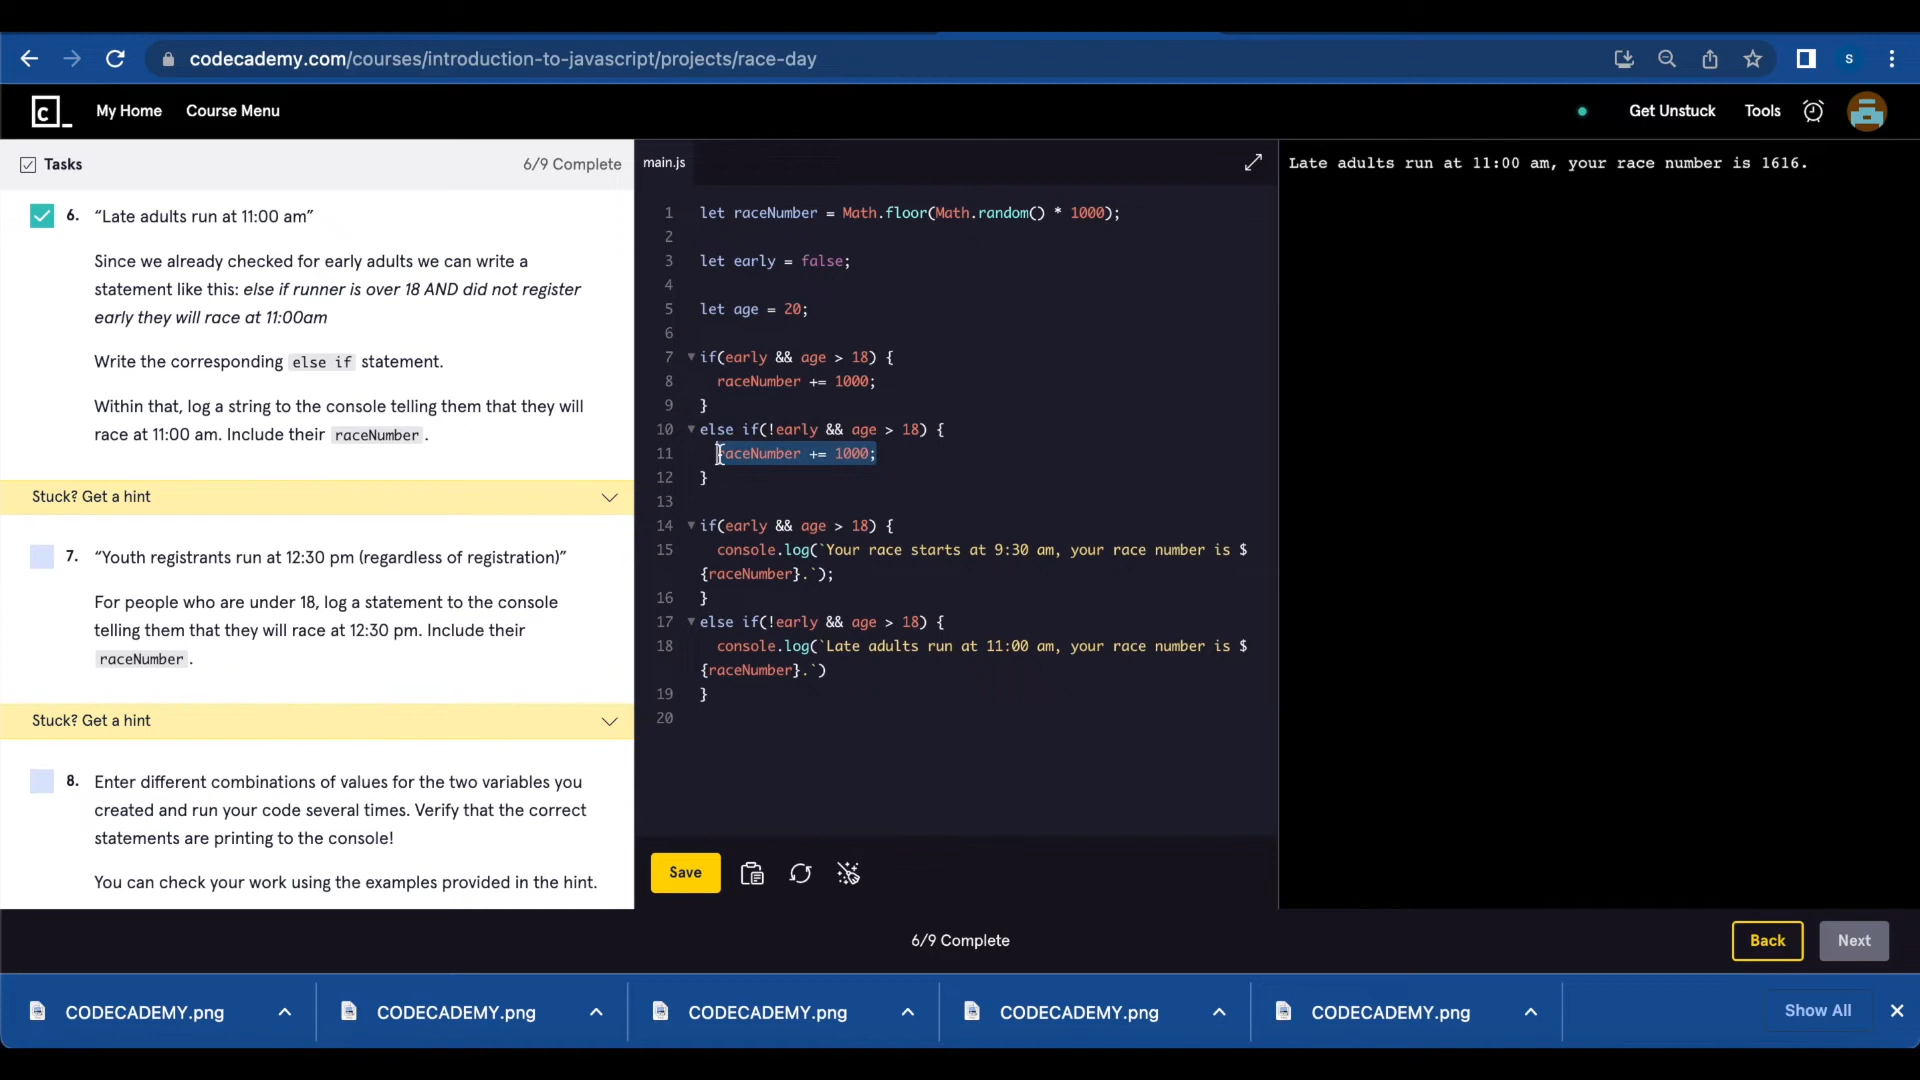 codecademy.com/courses/introduction-to-javascript/projects/race-day
s
c_
My Home
Course Menu
Get Unstuck
Tools
Tasks
6/9 Complete
6. “Late adults run at 11:00 am”
Since we already checked for early adults we can write a
statement like this: else if runner is over 18 AND did not register
early they will race at 11:00am
Write the corresponding else if statement.
Within that, log a string to the console telling them that they will
race at 11:00 am. Include their raceNumber.
Stuck? Get a hint
7. “Youth registrants run at 12:30 pm (regardless of registration)”
For people who are under 18, log a statement to the console
telling them that they will race at 12:30 pm. Include their
raceNumber.
Stuck? Get a hint
8. Enter different combinations of values for the two variables you
created and run your code several times. Verify that the correct
statements are printing to the console!
You can check your work using the examples provided in the hint.
main.js
1 let raceNumber = Math.floor(Math.random() * 1000);
2
3 let early = false;
4
5 let age = 20;
6
7 if(early && age > 18) {
8 raceNumber += 1000;
9 }
10 else if(!early && age > 18) {
11 raceNumber += 1000;
12 }
13
14 if(early && age > 18) {
15 console.log(`Your race starts at 9:30 am, your race number is $
{raceNumber}.`);
16 }
17 else if(!early && age > 18) {
18 console.log(`Late adults run at 11:00 am, your race number is $
{raceNumber}.`)
19 }
20
Save
Late adults run at 11:00 am, your race number is 1616.
6/9 Complete
Back
Next
CODECADEMY.png
CODECADEMY.png
CODECADEMY.png
CODECADEMY.png
CODECADEMY.png
Show All